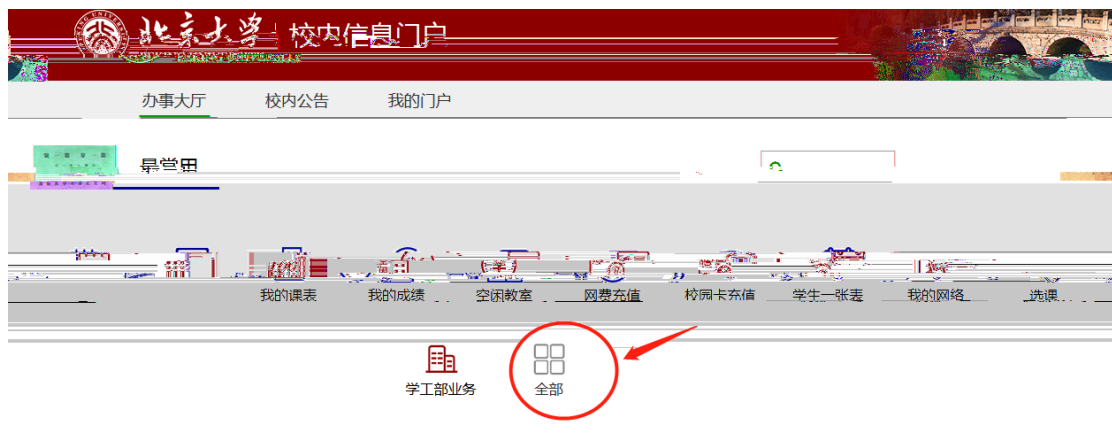 北京大学 校内信息门户
办事大厅 校内公告 我的门户
最常用
我的课表 我的成绩 空闲教室 网费充值 校园卡充值 学生一张表 我的网络 选课
学工部业务 全部